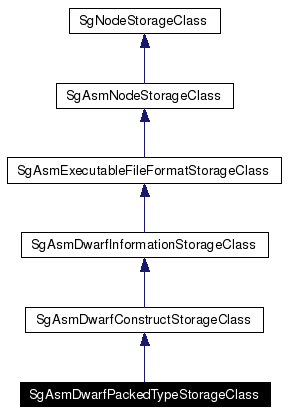 SgNodeStorageClass
SgAsmNodeStorageClass
SgAsmExecutableFileFormatStorageClass
SgAsmDwarfInformationStorageClass
SgAsmDwarfConstructStorageClass
SgAsmDwarfPackedTypeStorageClass